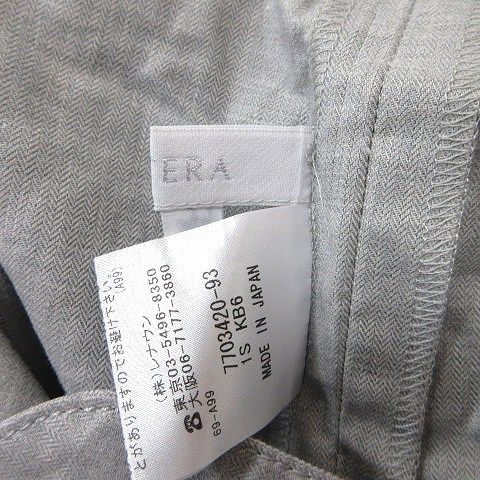 ERA
とがありますのでお避け下さい。
(A99)
(株)レナウン
東京03-5496-8350
☎大阪06-7177-3860
69-A99
7703420-93
1S KB6
MADE IN JAPAN